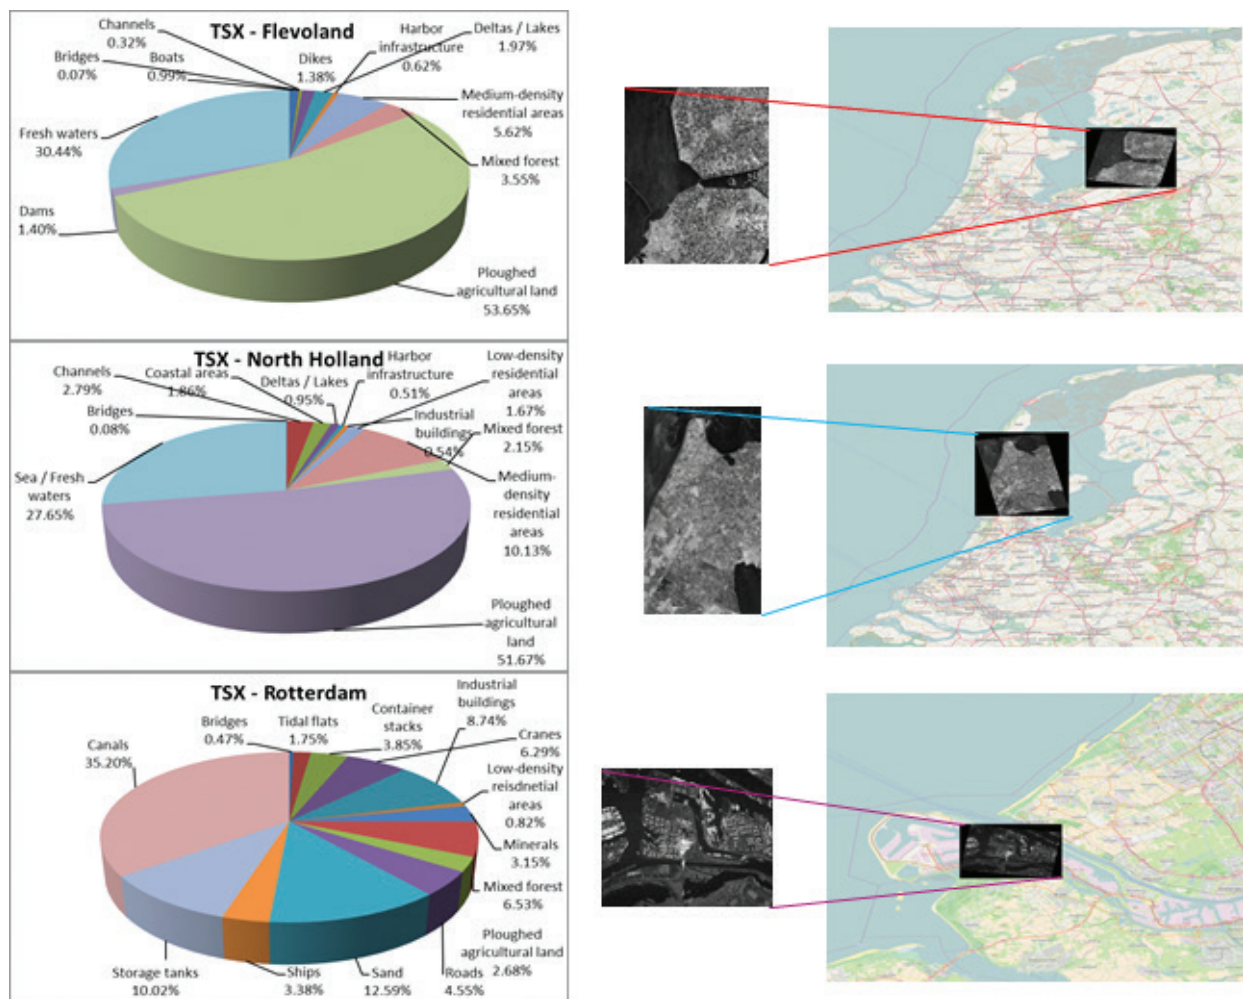 TSX - Flevoland
Channels
0.32%
Bridges
0.07%
Boats
0.99%
Dikes
1.38%
Harbor
infrastructure
0.62%
Deltas / Lakes
1.97%
Medium-density
residential areas
5.62%
Mixed forest
3.55%
Fresh waters
30.44%
Dams
1.40%
Ploughed
agricultural land
53.65%
TSX - North Holland
Channels
2.79%
Coastal areas
1.86%
Bridges
0.08%
Deltas / Lakes
0.95%
Harbor
infrastructure
0.51%
Low-density
residential
areas
1.67%
Industrial
buildings
0.54%
Mixed forest
2.15%
Medium-
density
residential
areas
10.13%
Sea / Fresh
waters
27.65%
Ploughed
agricultural
land
51.67%
TSX - Rotterdam
Bridges
0.47%
Tidal flats
1.75%
Container
stacks
3.85%
Industrial
buildings
8.74%
Cranes
6.29%
Low-density
reisdnetial
areas
0.82%
Minerals
3.15%
Mixed forest
6.53%
Ploughed
agricultural land
2.68%
Canals
35.20%
Storage tanks
10.02%
Ships
3.38%
Sand
12.59%
Roads
4.55%